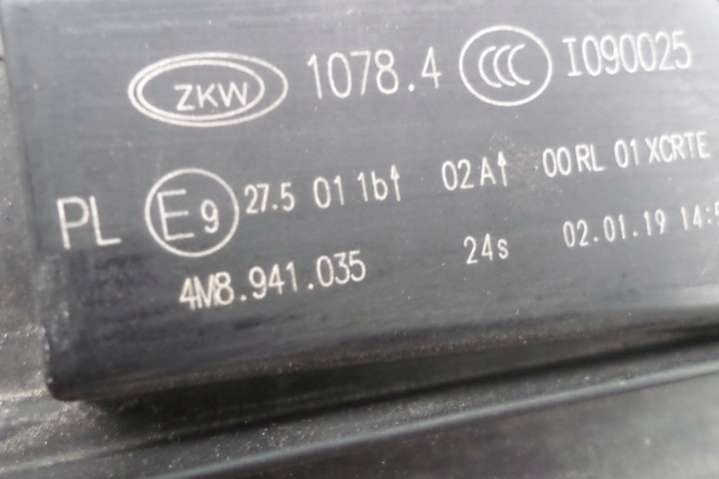 ZKW 1078.4 CCC I090025
PL E9 27.5 01 1b↑ 02A↑ 00RL 01 XCRTE
4M8.941.035 24s 02.01.19